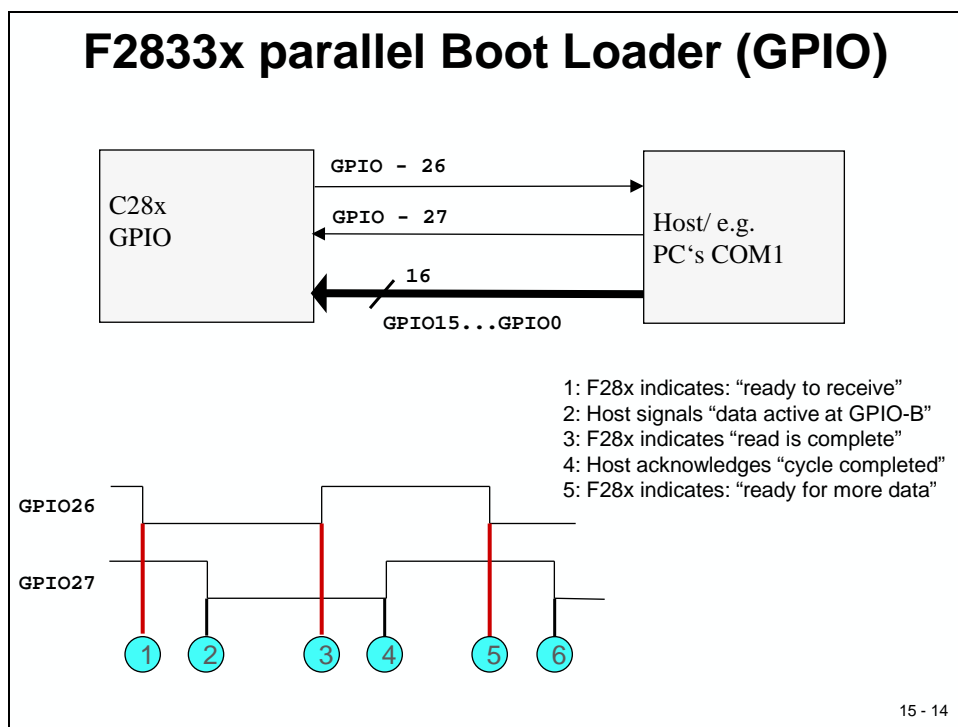 F2833x parallel Boot Loader (GPIO)
GPIO - 26
C28x
GPIO
GPIO - 27
Host/ e.g.
PC‘s COM1
16
GPIO15...GPIO0
1: F28x indicates: “ready to receive”
2: Host signals “data active at GPIO-B”
3: F28x indicates “read is complete”
4: Host acknowledges “cycle completed”
5: F28x indicates: “ready for more data”
GPIO26
GPIO27
1 2 3 4 5 6
15 - 14